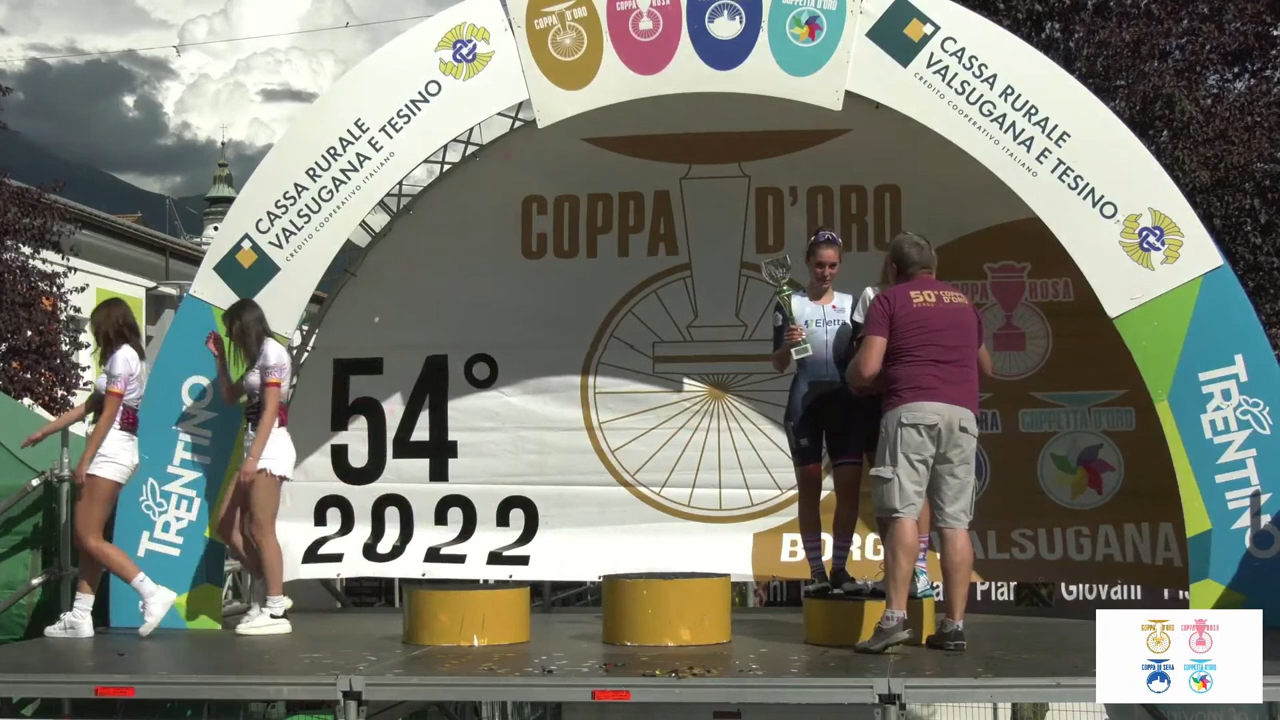 COPPA D'ORO
COPPA ROSA
CASSA RURALE
VALSUGANA E TESINO
CREDITO COOPERATIVO ITALIANO
CASSA RURALE
VALSUGANA E TESINO
CREDITO COOPERATIVO ITALIANO
COPPA D'ORO
COPPA ROSA
COPPETTA D'ORO
54°
2022
Eletta
50° COPPA
D'ORO
TRENTINO
TRENTINO
VALSUGANA
Giovani
COPPA D'ORO
COPPA ROSA
COPPA DI SERA
COPPETTA D'ORO